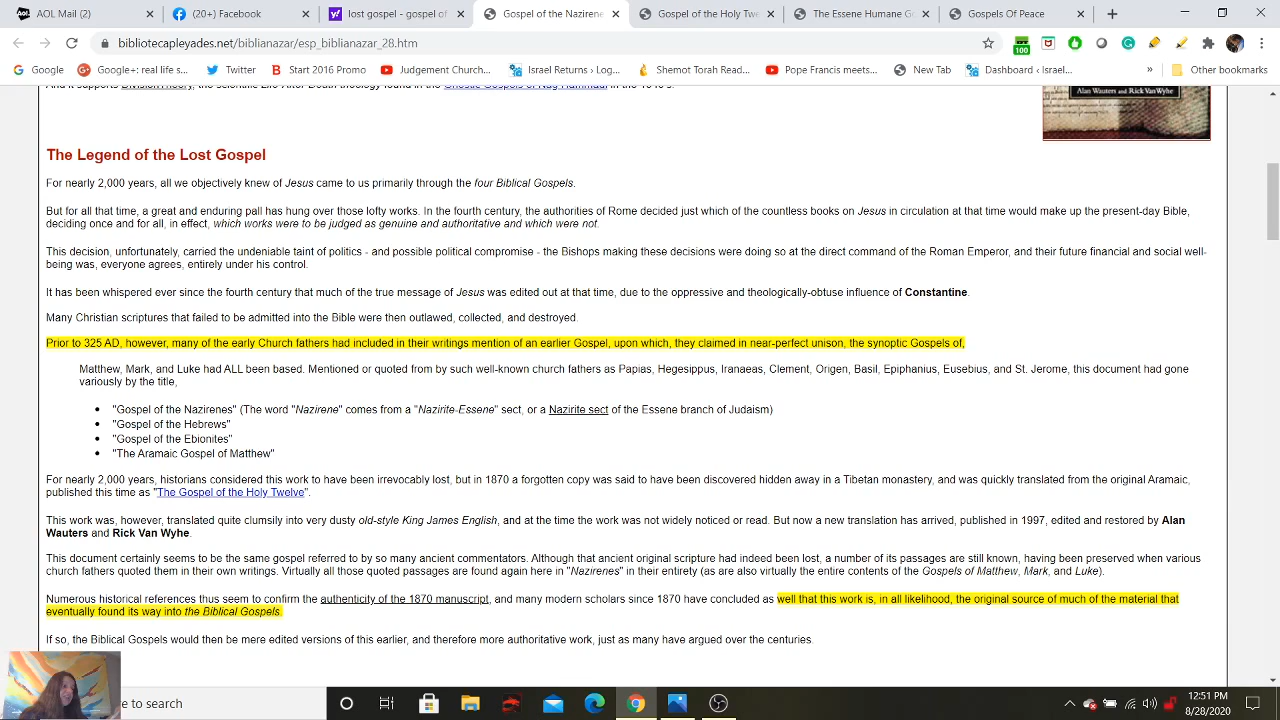 AOL Mail (2)
(20+) Facebook
lost gospel - gospel of
Gospel of the Nazirene
Gospel of the Holy Tw
The Essene Humane Go
Gospels Of Peace
bibliotecapleyades.net/biblianazar/esp_biblianazar_28.htm
100
Google
Google+: real life s...
Twitter
Start 2016 Promo
Judgement Church...
Israel Returns › Log...
Shemot Torah Read...
Pope Francis meets...
New Tab
Dashboard ‹ Israel...
»
Other bookmarks
And it supports Division Theory, the scientific Life-After-Death theology found in the Gnostic Gospels of Nag Hammadi in the 1940's.
Alan Wauters and Rick Van Wyhe
The Legend of the Lost Gospel
For nearly 2,000 years, all we objectively knew of Jesus came to us primarily through the four Biblical Gospels.
But for all that time, a great and enduring pall has hung over those lofty works. In the fourth century, the authorities of Rome decided just which of the countless books on Jesus in circulation at that time would make up the present-day Bible,
deciding once and for all, in effect, which works were to be judged as genuine and authoritative and which were not.
This decision, unfortunately, carried the undeniable taint of politics - and possible political compromise - the Bishops making these decisions were doing so at the direct command of the Roman Emperor, and their future financial and social well-
being was, everyone agrees, entirely under his control.
It has been whispered ever since the fourth century that much of the true message of Jesus was edited out at that time, due to the oppressive and theologically-obtuse influence of Constantine.
Many Christian scriptures that failed to be admitted into the Bible were then outlawed, collected, and destroyed.
Prior to 325 AD, however, many of the early Church fathers had included in their writings mention of an earlier Gospel, upon which, they claimed in near-perfect unison, the synoptic Gospels of,
Matthew, Mark, and Luke had ALL been based. Mentioned or quoted from by such well-known church fathers as Papias, Hegesippus, Iranaeas, Clement, Origen, Basil, Epiphanius, Eusebius, and St. Jerome, this document had gone
variously by the title,
• "Gospel of the Nazirenes" (The word "Nazirene" comes from a "Nazirite-Essene" sect, or a Nazirite sect of the Essene branch of Judaism)
• "Gospel of the Hebrews"
• "Gospel of the Ebionites"
• "The Aramaic Gospel of Matthew"
For nearly 2,000 years, historians considered this work to have been irrevocably lost, but in 1870 a forgotten copy was said to have been discovered hidden away in a Tibetan monastery, and was quickly translated from the original Aramaic,
published this time as "The Gospel of the Holy Twelve".
This work was, however, translated quite clumsily into very dusty old-style King James English, and at the time the work was not widely noticed or read. But now a new translation has arrived, published in 1997, edited and restored by Alan
Wauters and Rick Van Wyhe.
This document certainly seems to be the same gospel referred to by so many ancient commentators. Although that ancient original scripture had indeed been lost, a number of its passages are still known, having been preserved when various
church fathers quoted them in their own writings. Virtually all those quoted passages are found again here in "Nazirenes" in their entirety (as are also virtually the entire contents of the Gospels of Matthew, Mark, and Luke).
Numerous historical references thus seem to confirm the authenticity of the 1870 manuscript, and many modern scholars since 1870 have concluded as well that this work is, in all likelihood, the original source of much of the material that
eventually found its way into the Biblical Gospels.
If so, the Biblical Gospels would then be mere edited versions of this earlier, and therefore more authoritative work, just as many have argued over the centuries.
e to search
12:51 PM
8/28/2020